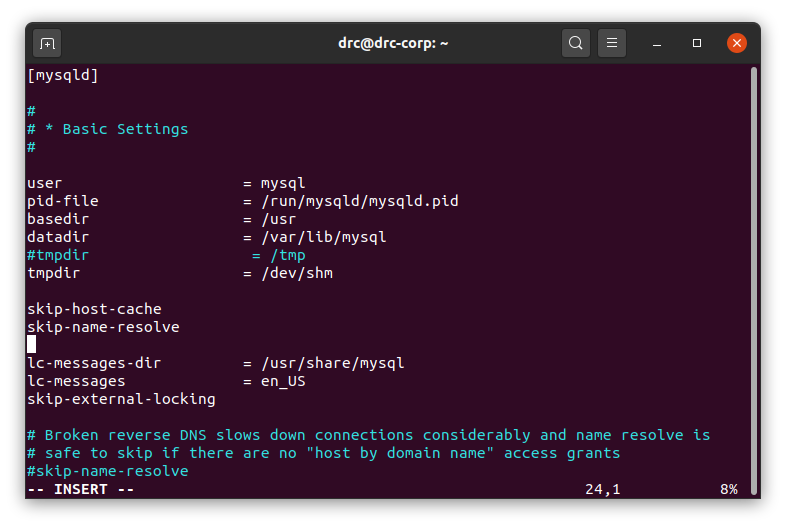 drc@drc-corp: ~
[mysqld]
#
# * Basic Settings
#
user = mysql
pid-file = /run/mysqld/mysqld.pid
basedir = /usr
datadir = /var/lib/mysql
#tmpdir = /tmp
tmpdir = /dev/shm
skip-host-cache
skip-name-resolve
lc-messages-dir = /usr/share/mysql
lc-messages = en_US
skip-external-locking
# Broken reverse DNS slows down connections considerably and name resolve is
# safe to skip if there are no "host by domain name" access grants
#skip-name-resolve
-- INSERT -- 24,1 8%